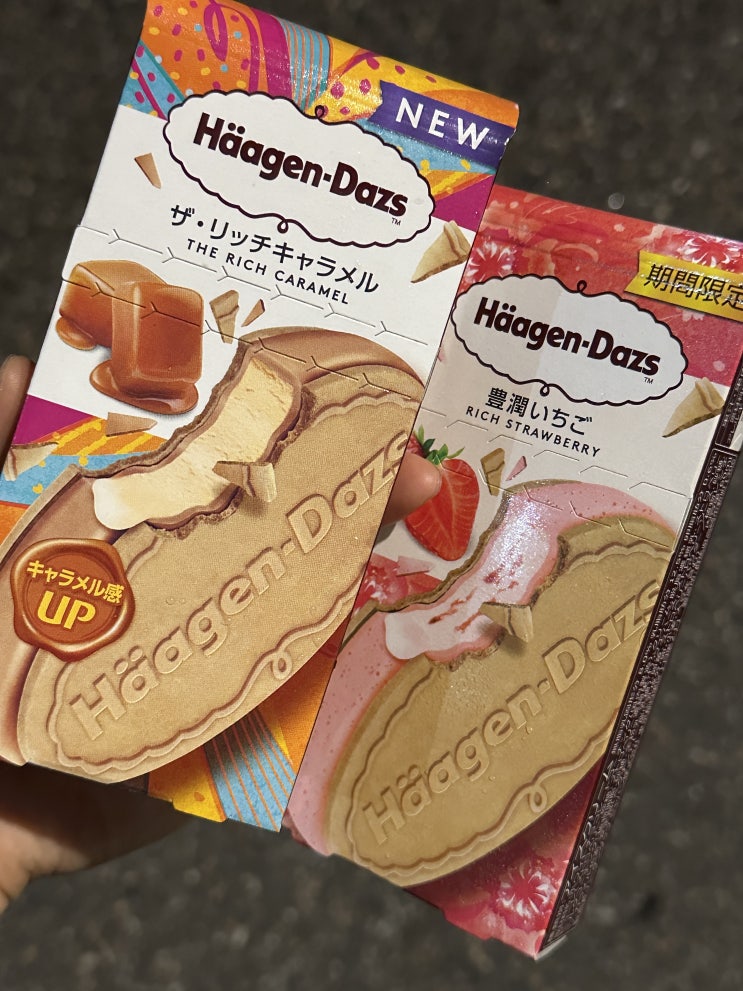 NEW
Häagen-Dazs
TM
ザ・リッチキャラメル
THE RICH CARAMEL
キャラメル感
UP
Häagen-Dazs
期間限定
Häagen-Dazs
TM
豊潤いちご
RICH STRAWBERRY
Häagen-Dazs